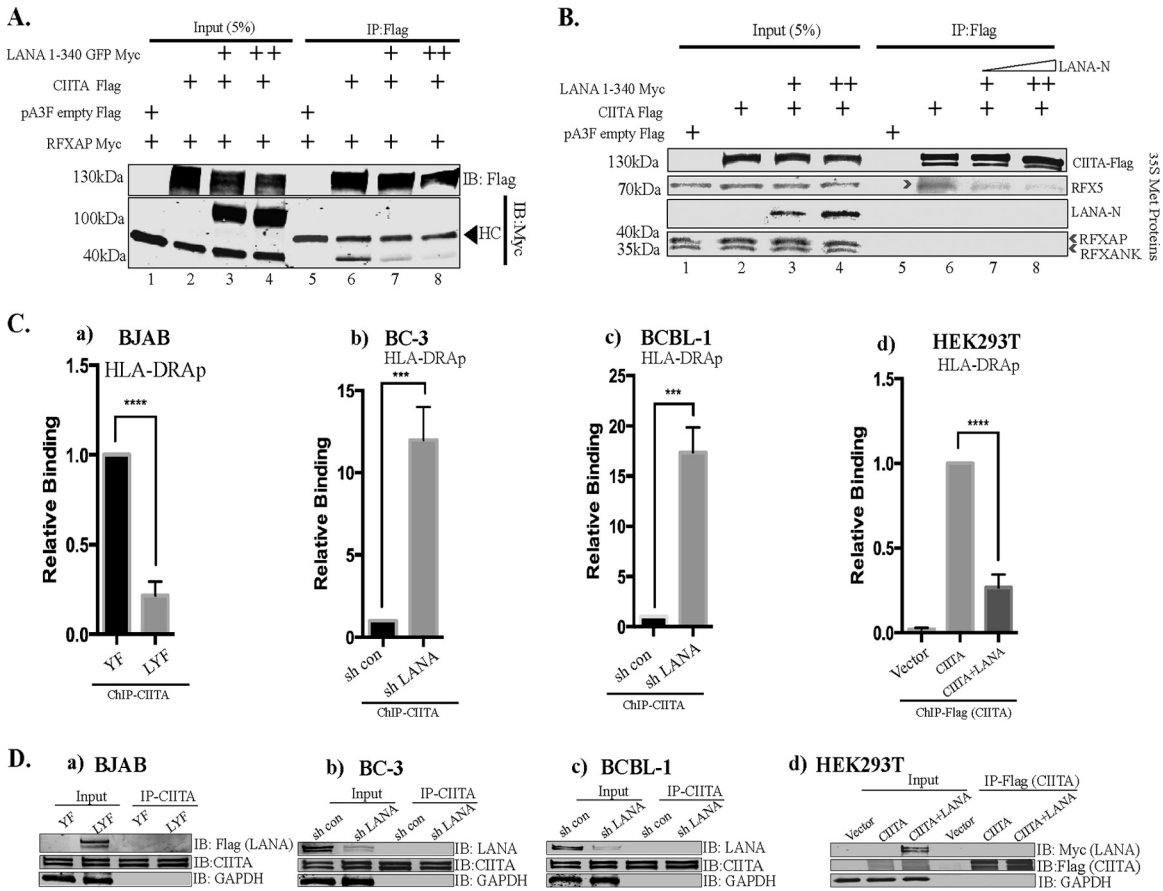 A.
Input (5%) IP:Flag
LANA 1-340 GFP Myc + ++ + ++
CIITA Flag + + + + + +
pA3F empty Flag + +
RFXAP Myc + + + + + + + +
130kDa IB: Flag
100kDa
HC
40kDa
IB:Myc
1 2 3 4 5 6 7 8
B.
Input (5%) IP:Flag
LANA-N
LANA 1-340 Myc + ++ + ++
CIITA Flag + + + + + +
pA3F empty Flag + +
130kDa CIITA-Flag
70kDa RFX5
LANA-N
40kDa RFXAP
35kDa RFXANK
35S Met Proteins
1 2 3 4 5 6 7 8
C.
a) BJAB
HLA-DRAp
****
Relative Binding
1.5
1.0
0.5
0.0
YF LYF
ChIP-CIITA
b) BC-3
HLA-DRAp
***
Relative Binding
15
10
5
0
sh con sh LANA
ChIP-CIITA
c) BCBL-1
HLA-DRAp
***
Relative Binding
25
20
15
10
5
0
sh con sh LANA
ChIP-CIITA
d) HEK293T
HLA-DRAp
****
Relative Binding
1.5
1.0
0.5
0.0
Vector CIITA CIITA+LANA
ChIP-Flag (CIITA)
D.
a) BJAB
Input IP-CIITA
YF LYF YF LYF
IB: Flag (LANA)
IB:CIITA
IB: GAPDH
b) BC-3
Input IP-CIITA
sh con sh LANA sh con sh LANA
IB: LANA
IB:CIITA
IB: GAPDH
c) BCBL-1
Input IP-CIITA
sh con sh LANA sh con sh LANA
IB: LANA
IB:CIITA
IB: GAPDH
d) HEK293T
Input IP-Flag (CIITA)
Vector CIITA CIITA+LANA Vector CIITA CIITA+LANA
IB: Myc (LANA)
IB:Flag (CIITA)
IB: GAPDH